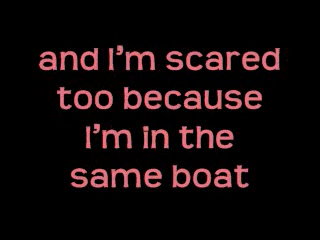 and I'm scared
too because
I'm in the
same boat